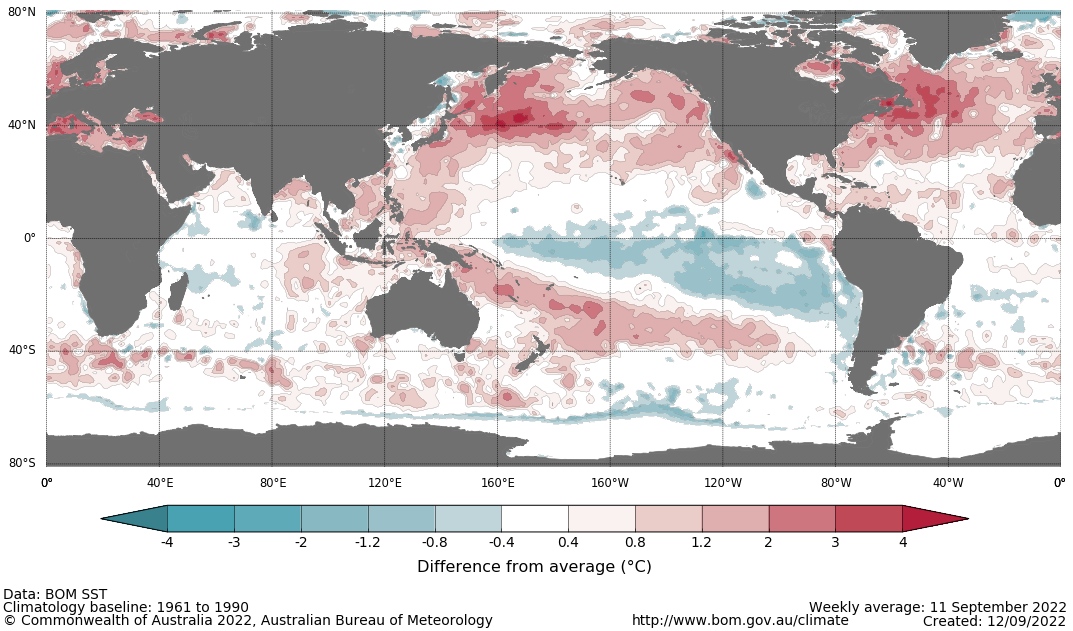 80°N
40°N
0°
40°S
80°S
0° 40°E 80°E 120°E 160°E 160°W 120°W 80°W 40°W 0°
-4 -3 -2 -1.2 -0.8 -0.4 0.4 0.8 1.2 2 3 4
Difference from average (°C)
Data: BOM SST
Climatology baseline: 1961 to 1990 Weekly average: 11 September 2022
© Commonwealth of Australia 2022, Australian Bureau of Meteorology http://www.bom.gov.au/climate Created: 12/09/2022